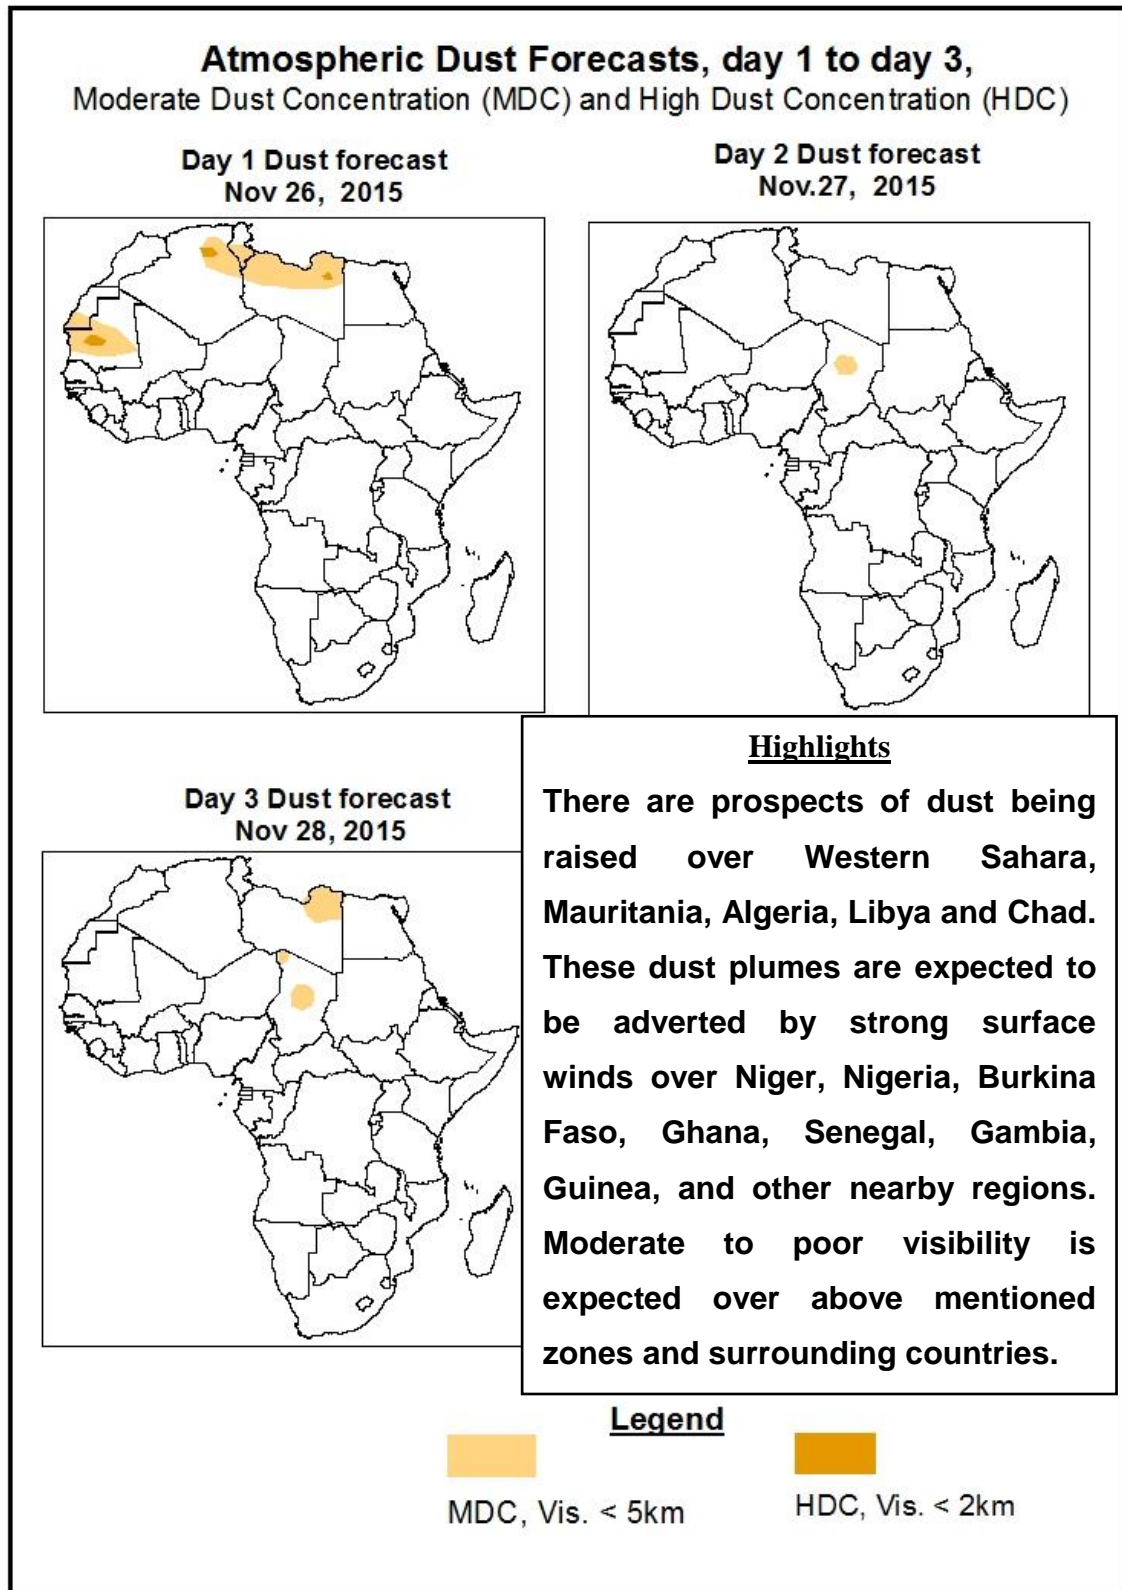 Atmospheric Dust Forecasts, day 1 to day 3,
Moderate Dust Concentration (MDC) and High Dust Concentration (HDC)
Day 1 Dust forecast
Nov 26, 2015
Day 2 Dust forecast
Nov.27, 2015
Day 3 Dust forecast
Nov 28, 2015
Highlights
There are prospects of dust being
raised over Western Sahara,
Mauritania, Algeria, Libya and Chad.
These dust plumes are expected to
be adverted by strong surface
winds over Niger, Nigeria, Burkina
Faso, Ghana, Senegal, Gambia,
Guinea, and other nearby regions.
Moderate to poor visibility is
expected over above mentioned
zones and surrounding countries.
Legend
MDC, Vis. < 5km
HDC, Vis. < 2km